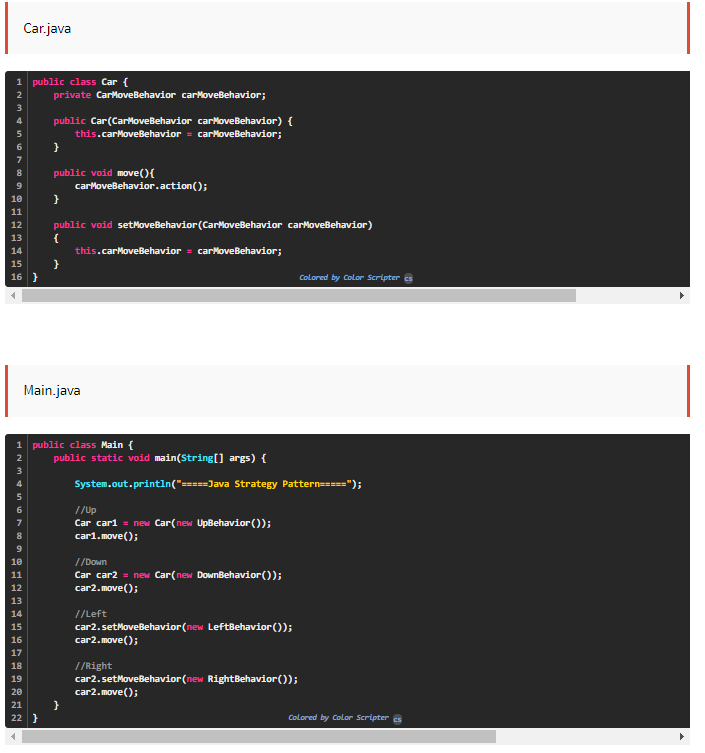 Car.java
1 public class Car {
2     private CarMoveBehavior carMoveBehavior;
3
4     public Car(CarMoveBehavior carMoveBehavior) {
5         this.carMoveBehavior = carMoveBehavior;
6     }
7
8     public void move(){
9         carMoveBehavior.action();
10     }
11
12     public void setMoveBehavior(CarMoveBehavior carMoveBehavior)
13     {
14         this.carMoveBehavior = carMoveBehavior;
15     }
16 }
Colored by Color Scripter cs
Main.java
1 public class Main {
2     public static void main(String[] args) {
3
4         System.out.println("=====Java Strategy Pattern=====");
5
6         //Up
7         Car car1 = new Car(new UpBehavior());
8         car1.move();
9
10         //Down
11         Car car2 = new Car(new DownBehavior());
12         car2.move();
13
14         //Left
15         car2.setMoveBehavior(new LeftBehavior());
16         car2.move();
17
18         //Right
19         car2.setMoveBehavior(new RightBehavior());
20         car2.move();
21     }
22 }
Colored by Color Scripter cs